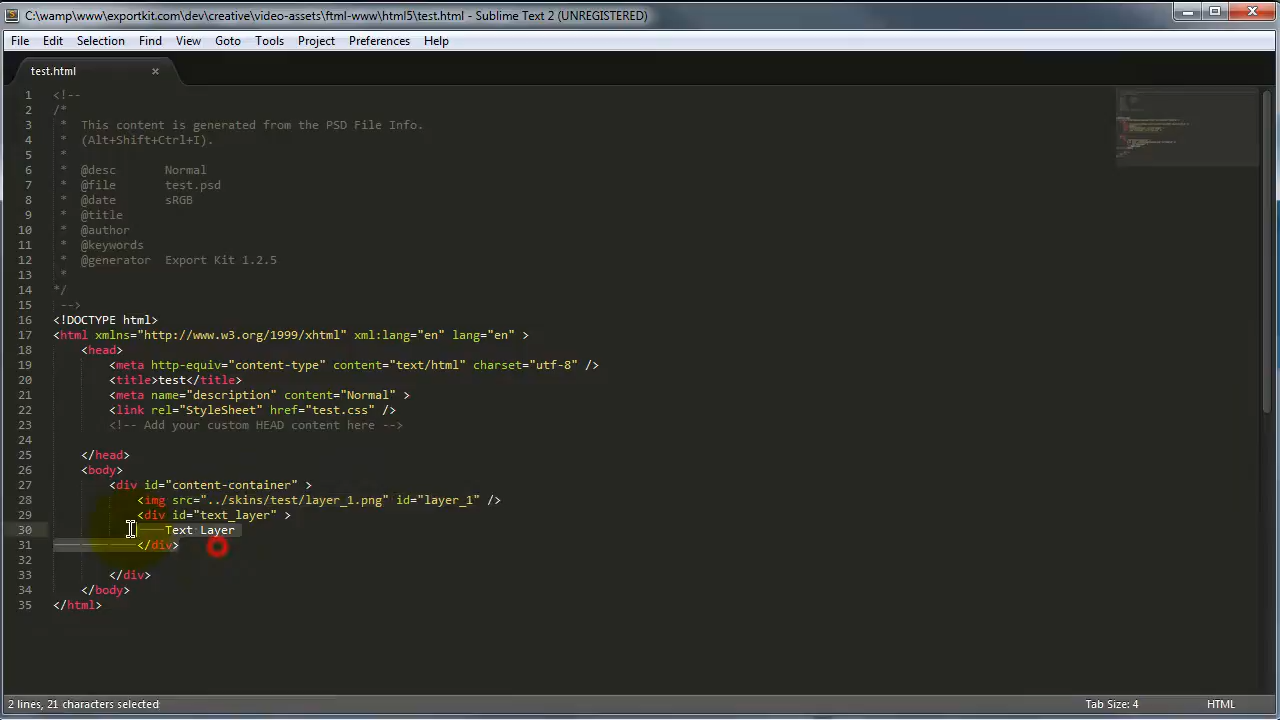 C:\wamp\www\exportkit.com\dev\creative\video-assets\ftml-www\html5\test.html - Sublime Text 2 (UNREGISTERED)
File Edit Selection Find View Goto Tools Project Preferences Help
test.html ×
1 <!--
2 /*
3 * This content is generated from the PSD File Info.
4 * (Alt+Shift+Ctrl+I).
5 *
6 * @desc Normal
7 * @file test.psd
8 * @date sRGB
9 * @title
10 * @author
11 * @keywords
12 * @generator Export Kit 1.2.5
13 *
14 */
15 -->
16 <!DOCTYPE html>
17 <html xmlns="http://www.w3.org/1999/xhtml" xml:lang="en" lang="en" >
18 <head>
19 <meta http-equiv="content-type" content="text/html" charset="utf-8" />
20 <title>test</title>
21 <meta name="description" content="Normal" >
22 <link rel="StyleSheet" href="test.css" />
23 <!-- Add your custom HEAD content here -->
24
25 </head>
26 <body>
27 <div id="content-container" >
28 <img src="../skins/test/layer_1.png" id="layer_1" />
29 <div id="text_layer" >
30 Text Layer
31 </div>
32
33 </div>
34 </body>
35 </html>
2 lines, 21 characters selected Tab Size: 4 HTML